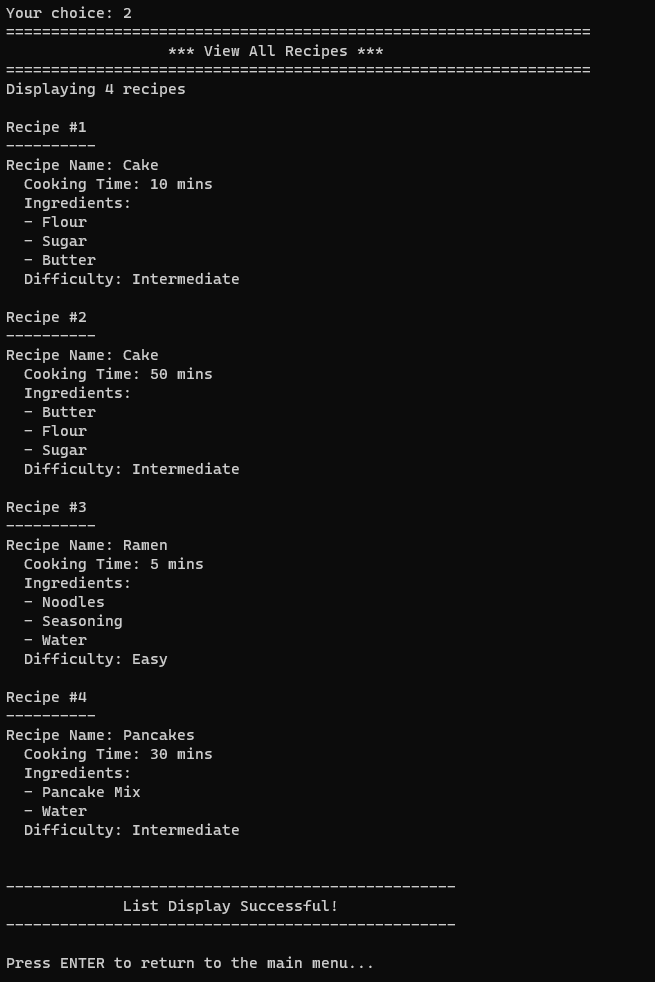 Your choice: 2
=================================================================
*** View All Recipes ***
=================================================================
Displaying 4 recipes
Recipe #1
----------
Recipe Name: Cake
Cooking Time: 10 mins
Ingredients:
- Flour
- Sugar
- Butter
Difficulty: Intermediate
Recipe #2
----------
Recipe Name: Cake
Cooking Time: 50 mins
Ingredients:
- Butter
- Flour
- Sugar
Difficulty: Intermediate
Recipe #3
----------
Recipe Name: Ramen
Cooking Time: 5 mins
Ingredients:
- Noodles
- Seasoning
- Water
Difficulty: Easy
Recipe #4
----------
Recipe Name: Pancakes
Cooking Time: 30 mins
Ingredients:
- Pancake Mix
- Water
Difficulty: Intermediate
--------------------------------------------------
List Display Successful!
--------------------------------------------------
Press ENTER to return to the main menu...